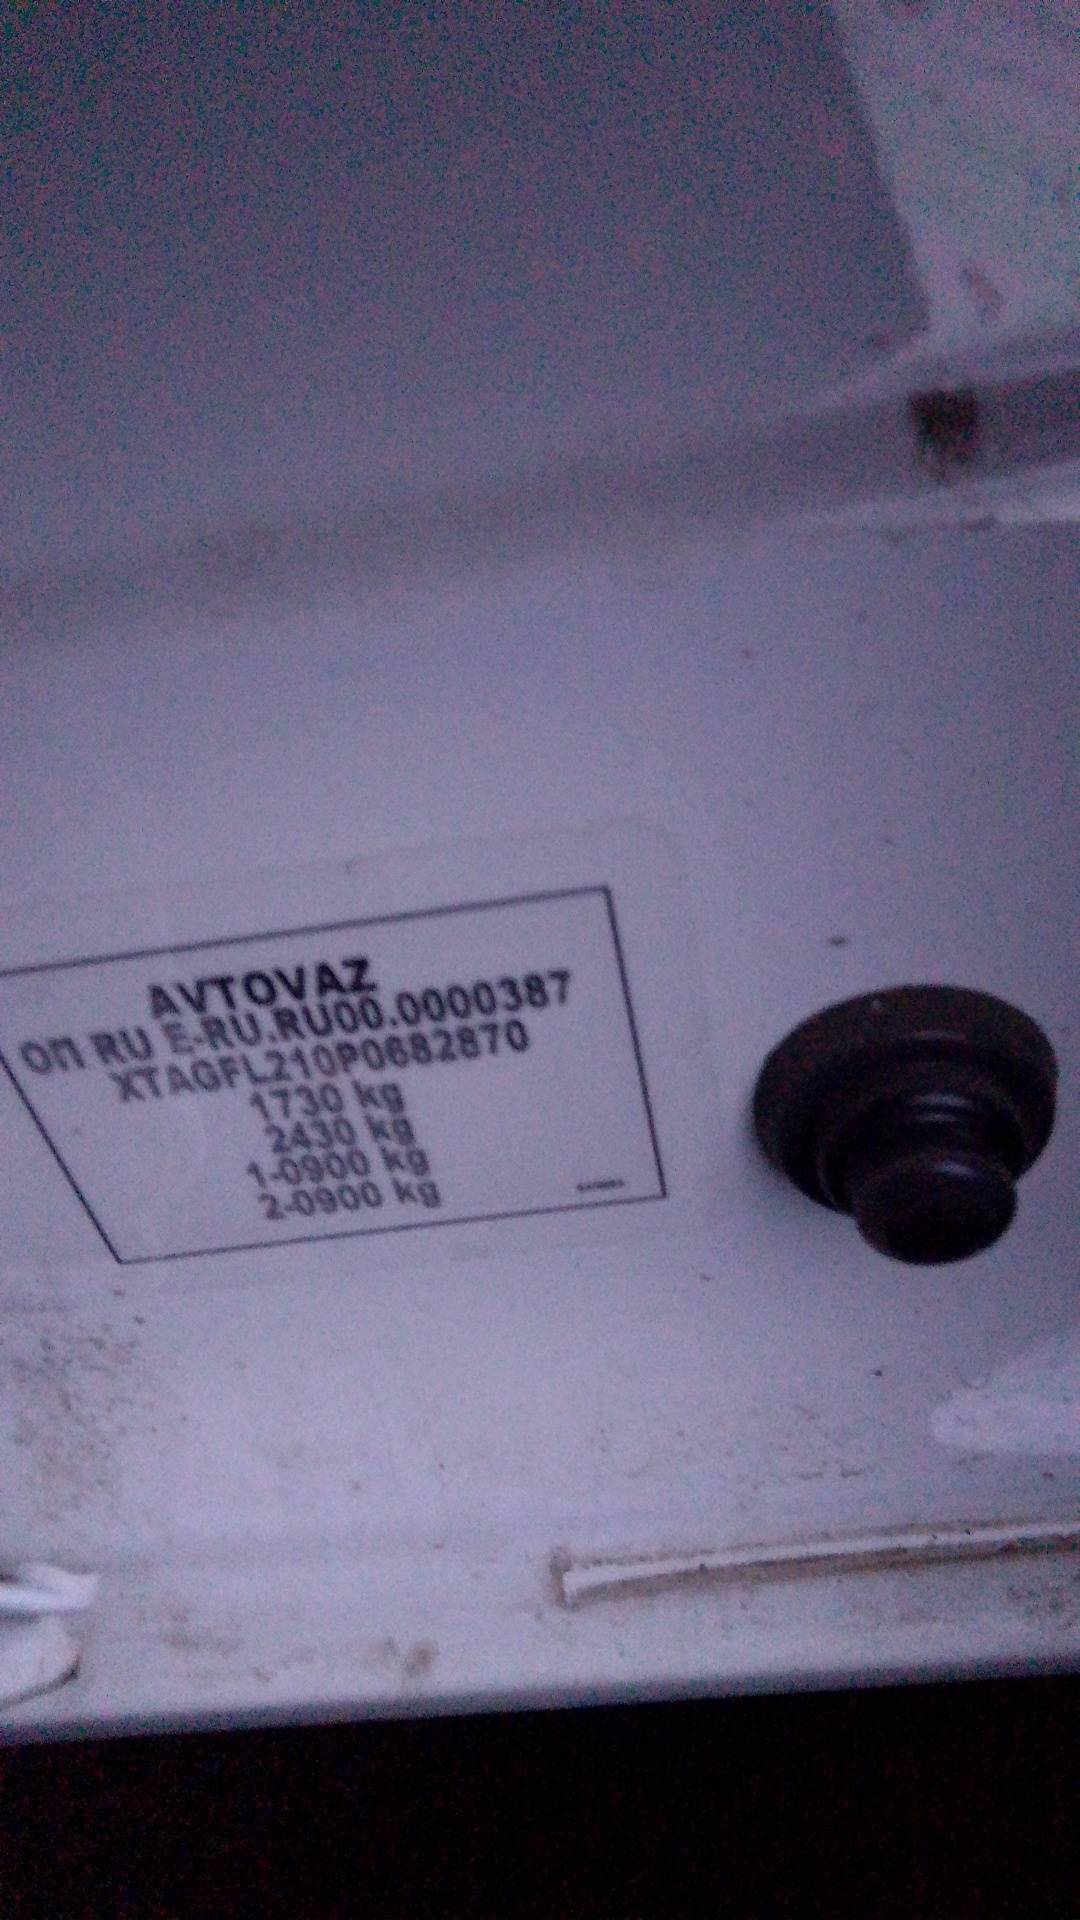 AVTOVAZ
ОП RU E-RU.RU00.0000387
XTAGFL210P0682870
1730 kg
2430 kg
1-0900 kg
2-0900 kg